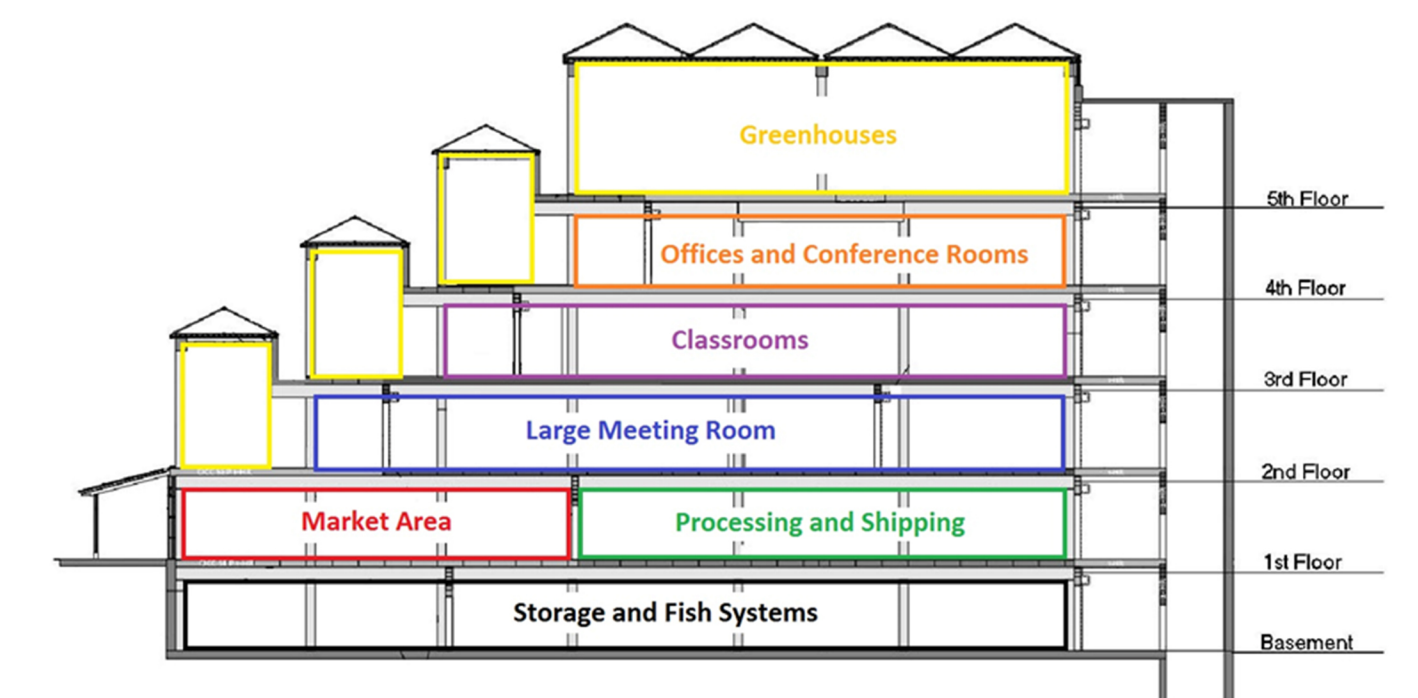 Greenhouses
5th Floor
Offices and Conference Rooms
4th Floor
Classrooms
3rd Floor
Large Meeting Room
2nd Floor
Market Area
Processing and Shipping
1st Floor
Storage and Fish Systems
Basement